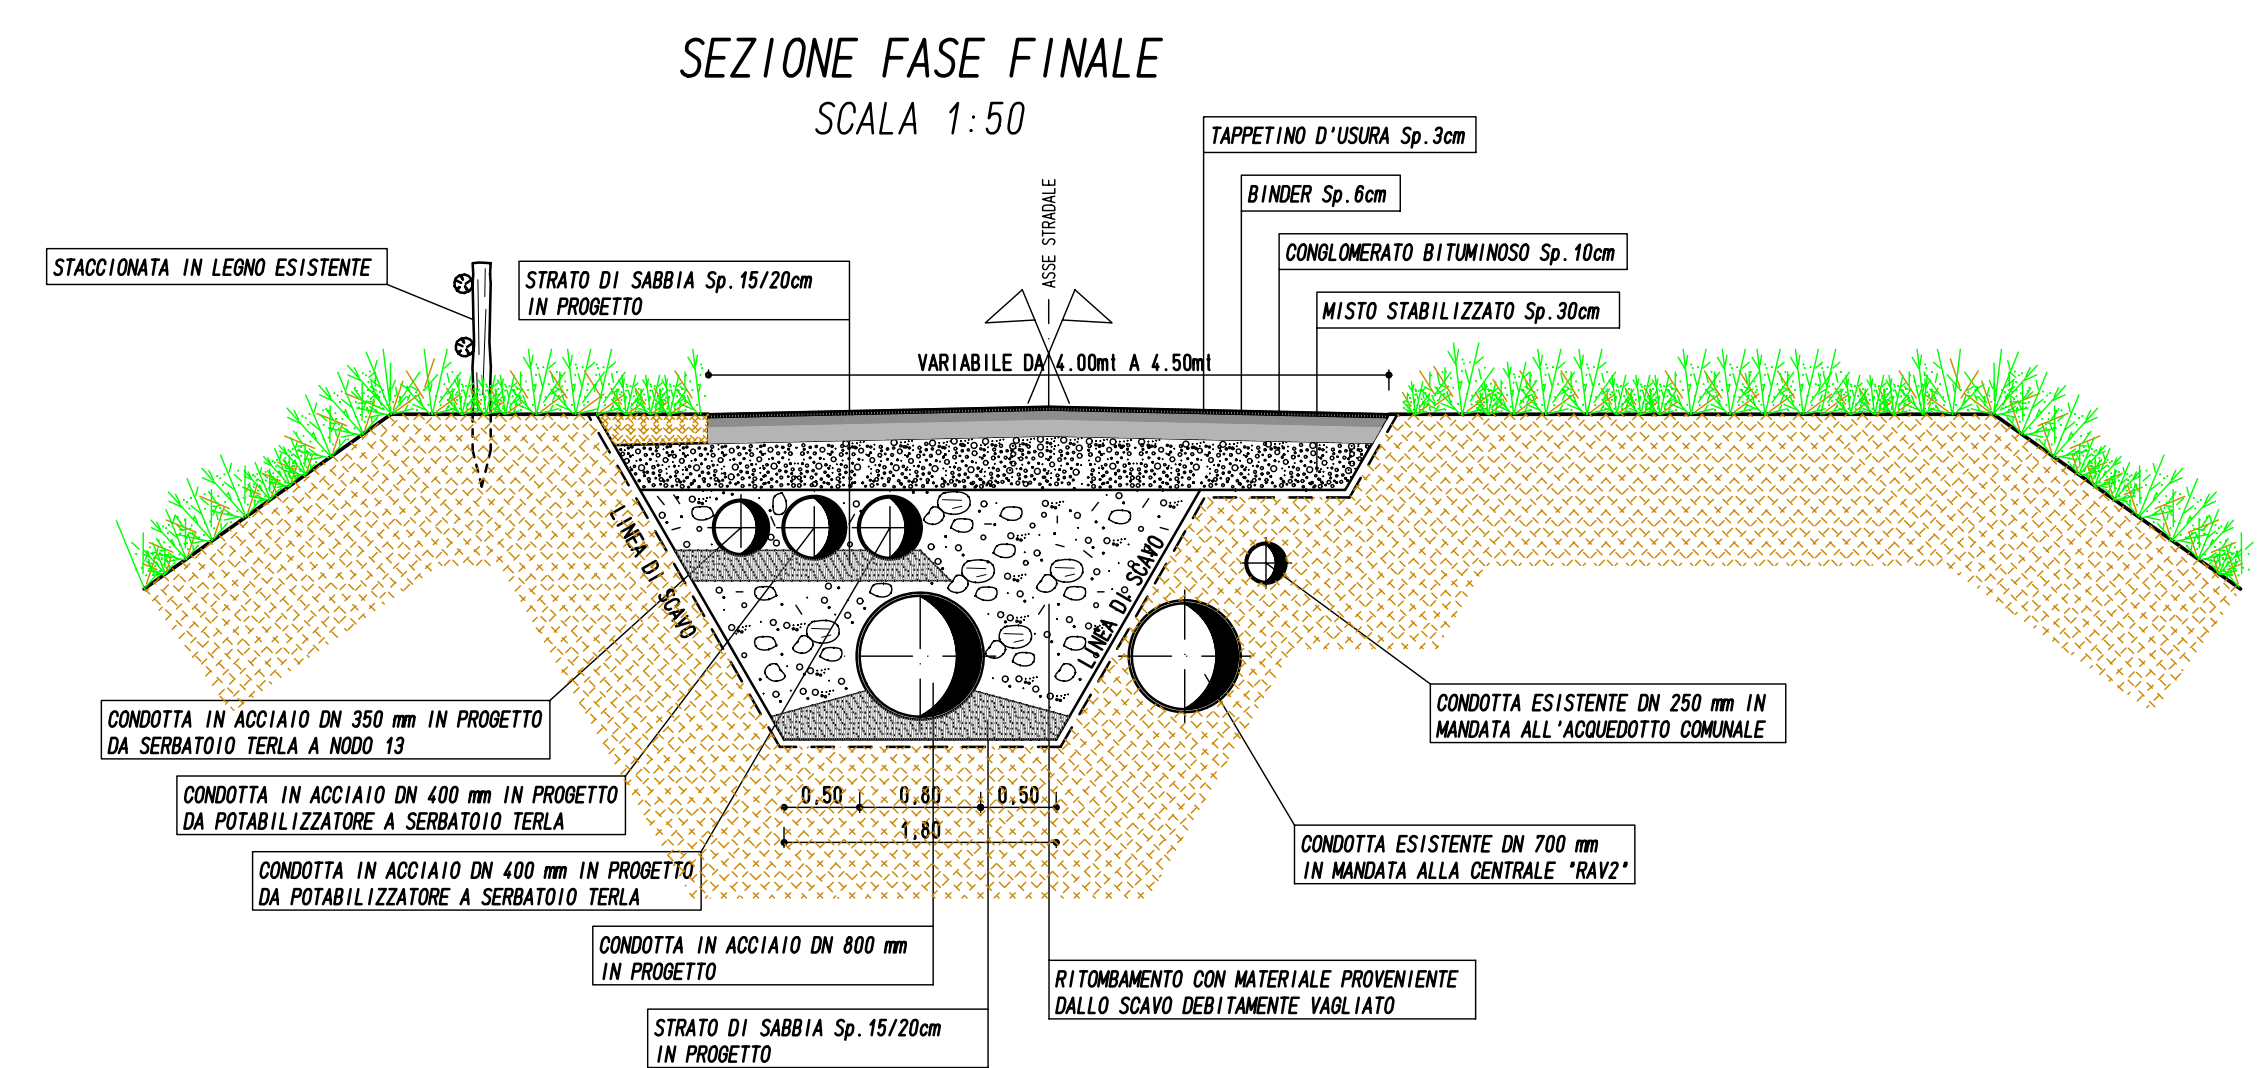 SEZIONE FASE FINALE
SCALA 1:50
TAPPETINO D'USURA Sp.3cm
BINDER Sp.6cm
CONGLOMERATO BITUMINOSO Sp.10cm
MISTO STABILIZZATO Sp.30cm
ASSE STRADALE
STACCIONATA IN LEGNO ESISTENTE
STRATO DI SABBIA Sp.15/20cm
IN PROGETTO
VARIABILE DA 4.00mt A 4.50mt
LINEA DI SCAVO
LINEA DI SCAVO
CONDOTTA IN ACCIAIO DN 350 mm IN PROGETTO
DA SERBATOIO TERLA A NODO 13
CONDOTTA IN ACCIAIO DN 400 mm IN PROGETTO
DA POTABILIZZATORE A SERBATOIO TERLA
CONDOTTA IN ACCIAIO DN 400 mm IN PROGETTO
DA POTABILIZZATORE A SERBATOIO TERLA
0,50 0,80 0,50
1,80
CONDOTTA ESISTENTE DN 250 mm IN
MANDATA ALL'ACQUEDOTTO COMUNALE
CONDOTTA ESISTENTE DN 700 mm
IN MANDATA ALLA CENTRALE "RAV2"
CONDOTTA IN ACCIAIO DN 800 mm
IN PROGETTO
RITOMBAMENTO CON MATERIALE PROVENIENTE
DALLO SCAVO DEBITAMENTE VAGLIATO
STRATO DI SABBIA Sp.15/20cm
IN PROGETTO